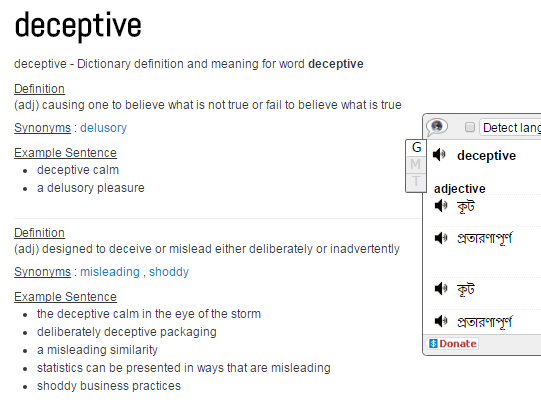 deceptive
deceptive - Dictionary definition and meaning for word deceptive
Definition
(adj) causing one to believe what is not true or fail to believe what is true
Synonyms : delusory
Example Sentence
deceptive calm
a delusory pleasure
Definition
(adj) designed to deceive or mislead either deliberately or inadvertently
Synonyms : misleading , shoddy
Example Sentence
the deceptive calm in the eye of the storm
deliberately deceptive packaging
a misleading similarity
statistics can be presented in ways that are misleading
shoddy business practices
Detect lang
G
M
T
deceptive
adjective
কূট
প্রতারণাপূর্ণ
কূট
প্রতারণাপূর্ণ
Donate